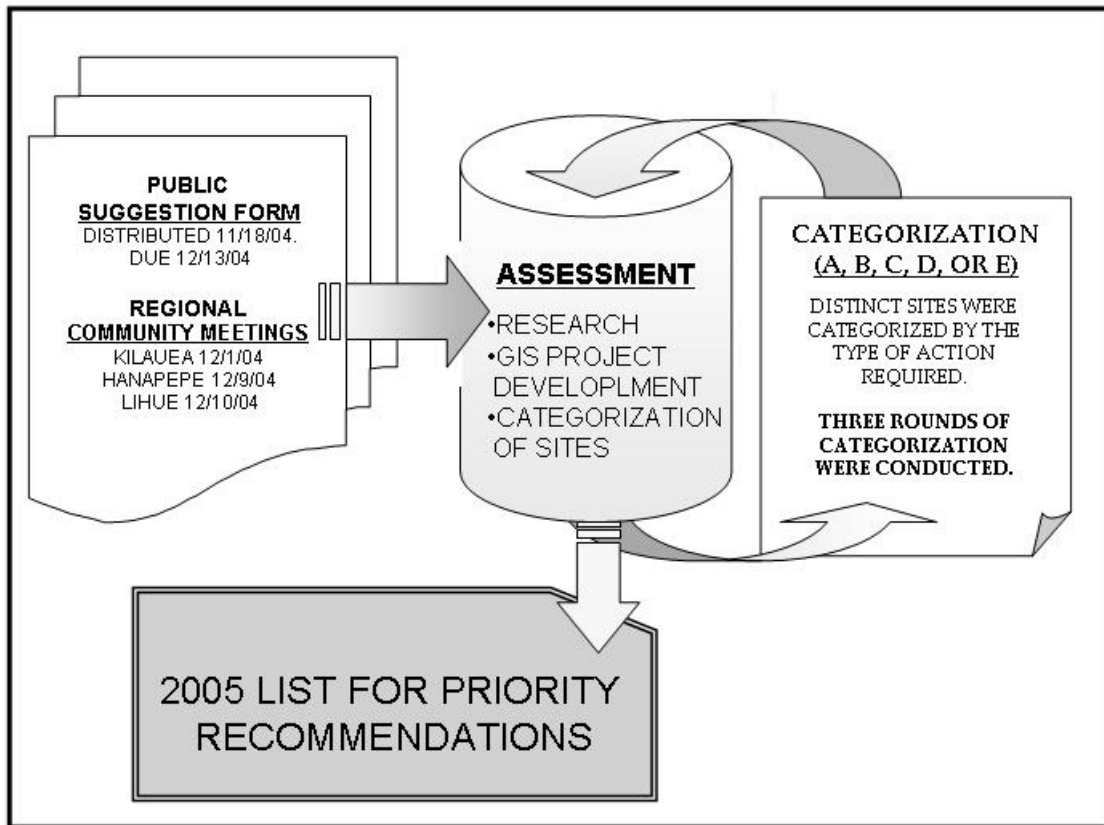 PUBLIC
SUGGESTION FORM
DISTRIBUTED 11/18/04.
DUE 12/13/04
REGIONAL
COMMUNITY MEETINGS
KILAUEA 12/1/04
HANAPEPE 12/9/04
LIHUE 12/10/04
ASSESSMENT
•RESEARCH
•GIS PROJECT
DEVELOPLMENT
•CATEGORIZATION
OF SITES
CATEGORIZATION
(A, B, C, D, OR E)
DISTINCT SITES WERE
CATEGORIZED BY THE
TYPE OF ACTION
REQUIRED.
THREE ROUNDS OF
CATEGORIZATION
WERE CONDUCTED.
2005 LIST FOR PRIORITY
RECOMMENDATIONS